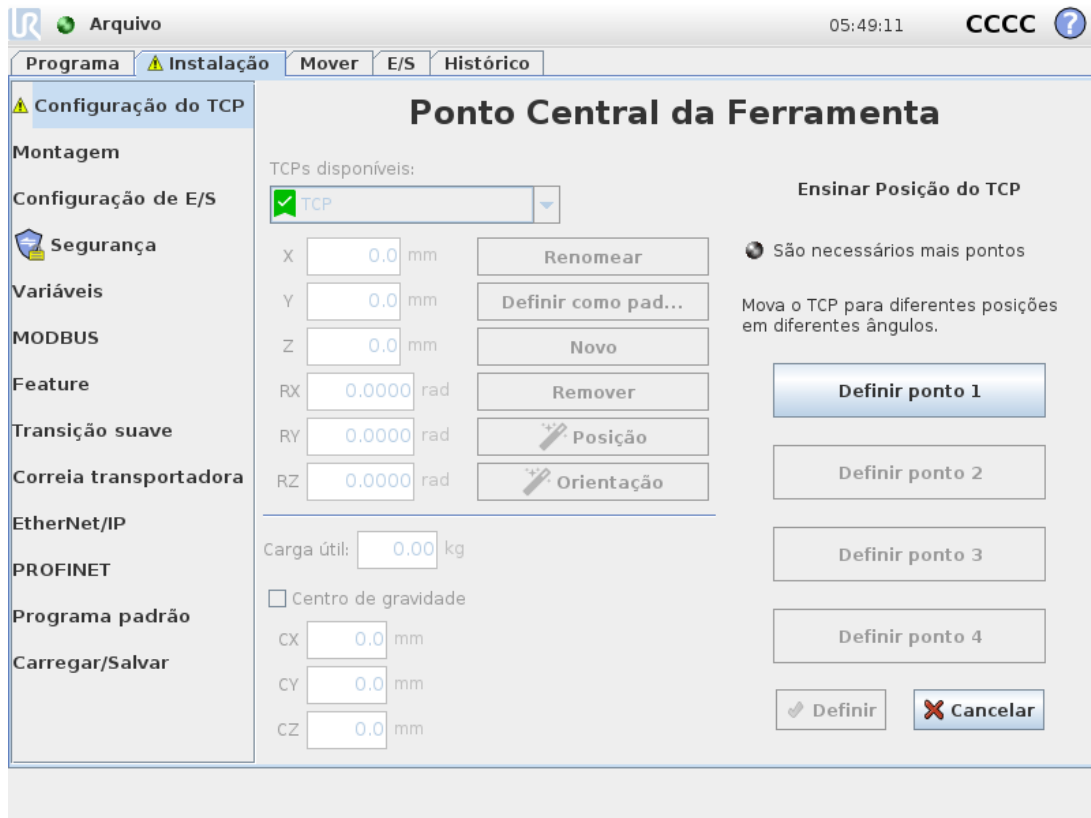 UR Arquivo 05:49:11 CCCC ?
Programa Instalação Mover E/S Histórico
Configuração do TCP
Montagem
Configuração de E/S
Segurança
Variáveis
MODBUS
Feature
Transição suave
Correia transportadora
EtherNet/IP
PROFINET
Programa padrão
Carregar/Salvar
Ponto Central da Ferramenta
TCPs disponíveis:
TCP
X 0.0 mm Renomear
Y 0.0 mm Definir como pad...
Z 0.0 mm Novo
RX 0.0000 rad Remover
RY 0.0000 rad Posição
RZ 0.0000 rad Orientação
Carga útil: 0.00 kg
Centro de gravidade
CX 0.0 mm
CY 0.0 mm
CZ 0.0 mm
Ensinar Posição do TCP
São necessários mais pontos
Mova o TCP para diferentes posições
em diferentes ângulos.
Definir ponto 1
Definir ponto 2
Definir ponto 3
Definir ponto 4
Definir Cancelar